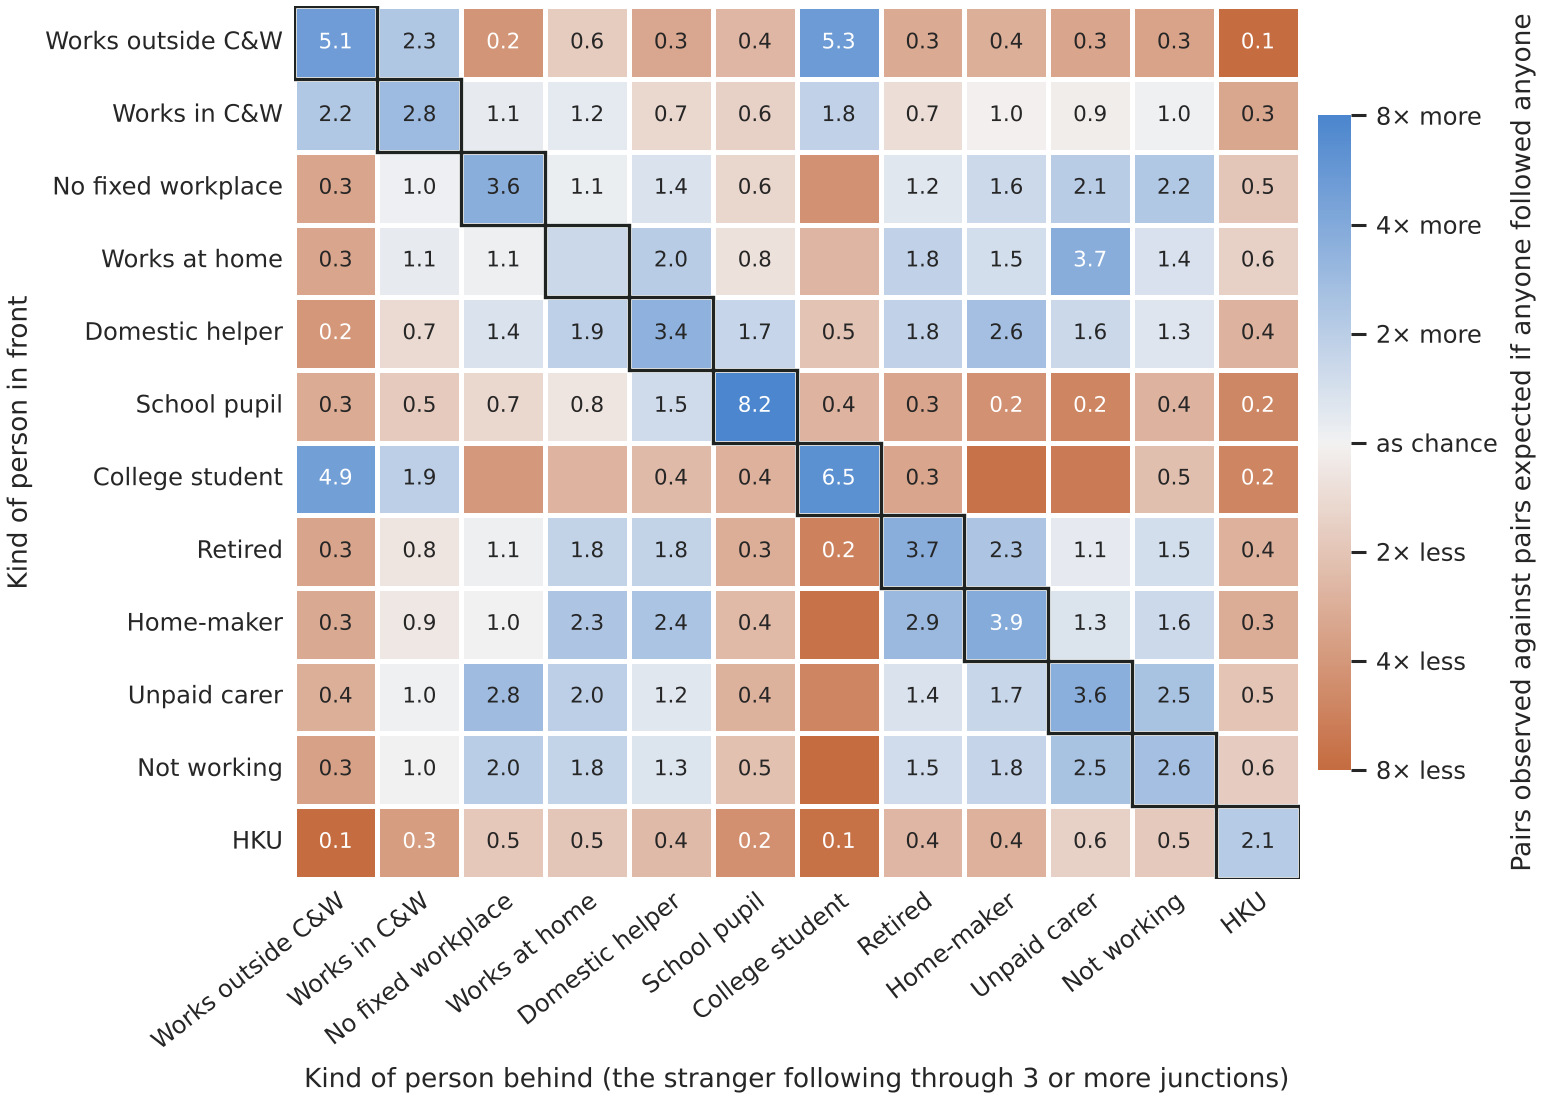 Works outside C&W 5.1 2.3 0.2 0.6 0.3 0.4 5.3 0.3 0.4 0.3 0.3 0.1
Works in C&W 2.2 2.8 1.1 1.2 0.7 0.6 1.8 0.7 1.0 0.9 1.0 0.3
No fixed workplace 0.3 1.0 3.6 1.1 1.4 0.6 1.2 1.6 2.1 2.2 0.5
Works at home 0.3 1.1 1.1 2.0 0.8 1.8 1.5 3.7 1.4 0.6
Domestic helper 0.2 0.7 1.4 1.9 3.4 1.7 0.5 1.8 2.6 1.6 1.3 0.4
School pupil 0.3 0.5 0.7 0.8 1.5 8.2 0.4 0.3 0.2 0.2 0.4 0.2
College student 4.9 1.9 0.4 0.4 6.5 0.3 0.5 0.2
Retired 0.3 0.8 1.1 1.8 1.8 0.3 0.2 3.7 2.3 1.1 1.5 0.4
Home-maker 0.3 0.9 1.0 2.3 2.4 0.4 2.9 3.9 1.3 1.6 0.3
Unpaid carer 0.4 1.0 2.8 2.0 1.2 0.4 1.4 1.7 3.6 2.5 0.5
Not working 0.3 1.0 2.0 1.8 1.3 0.5 1.5 1.8 2.5 2.6 0.6
HKU 0.1 0.3 0.5 0.5 0.4 0.2 0.1 0.4 0.4 0.6 0.5 2.1
Works outside C&W
Works in C&W
No fixed workplace
Works at home
Domestic helper
School pupil
College student
Retired
Home-maker
Unpaid carer
Not working
HKU
Kind of person behind (the stranger following through 3 or more junctions)
Kind of person in front
8× more
4× more
2× more
as chance
2× less
4× less
8× less
Pairs observed against pairs expected if anyone followed anyone